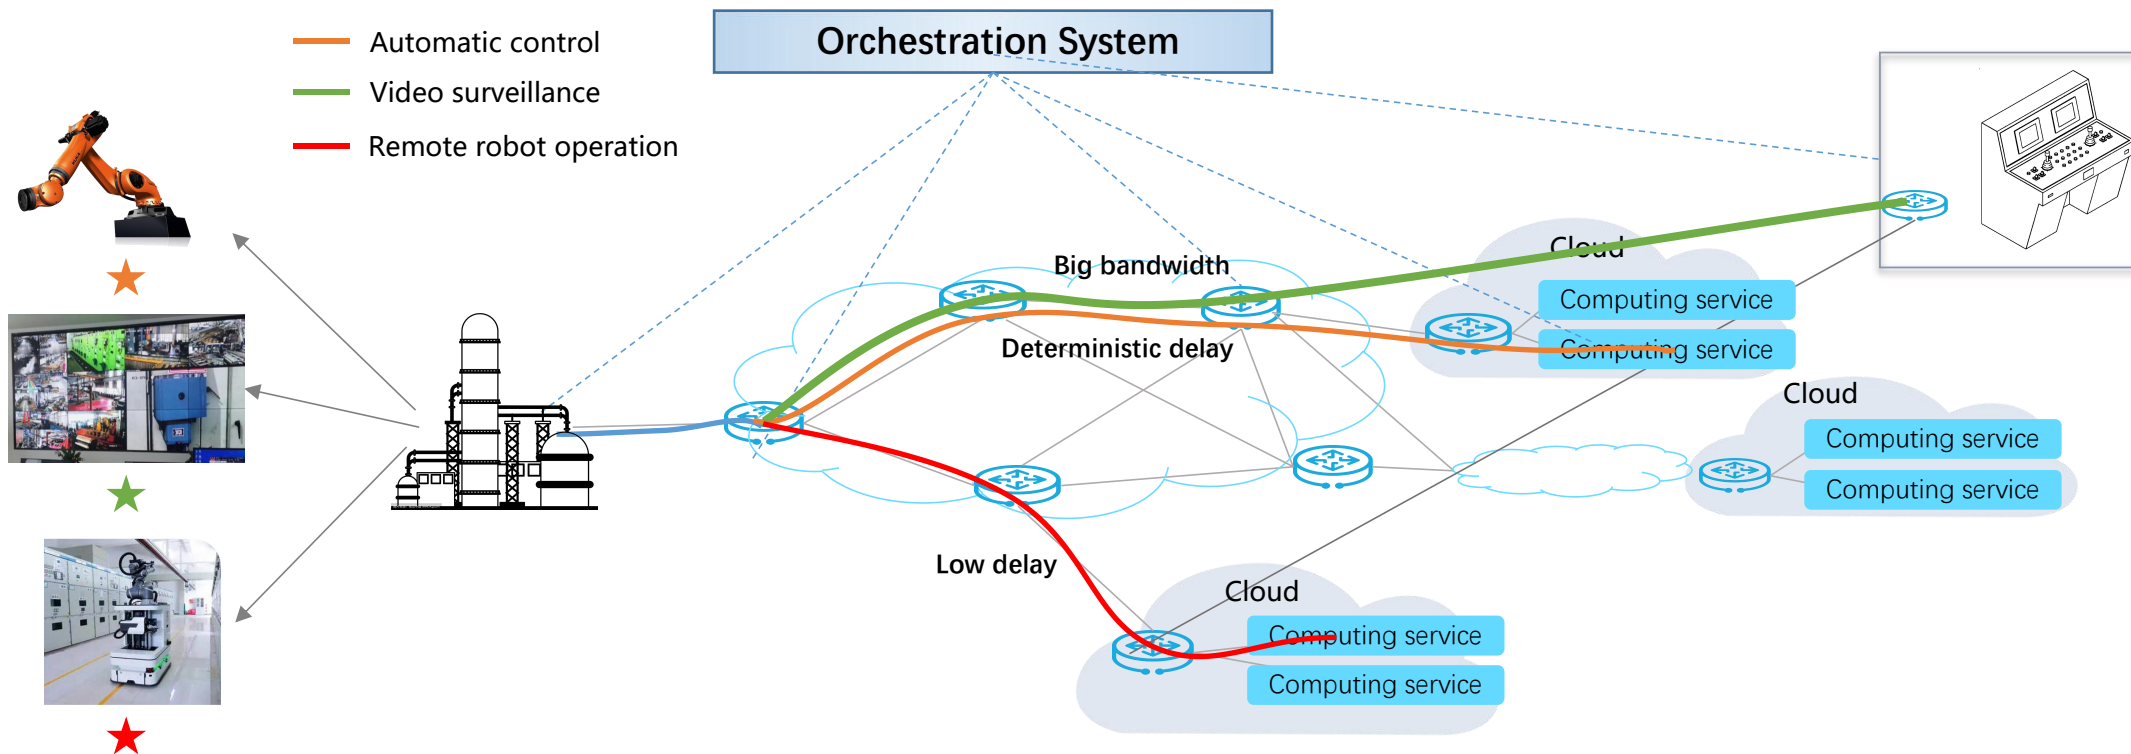 Automatic control
Video surveillance
Remote robot operation
Orchestration System
Big bandwidth
Deterministic delay
Low delay
Cloud
Computing service
Computing service
Cloud
Computing service
Computing service
Cloud
Computing service
Computing service